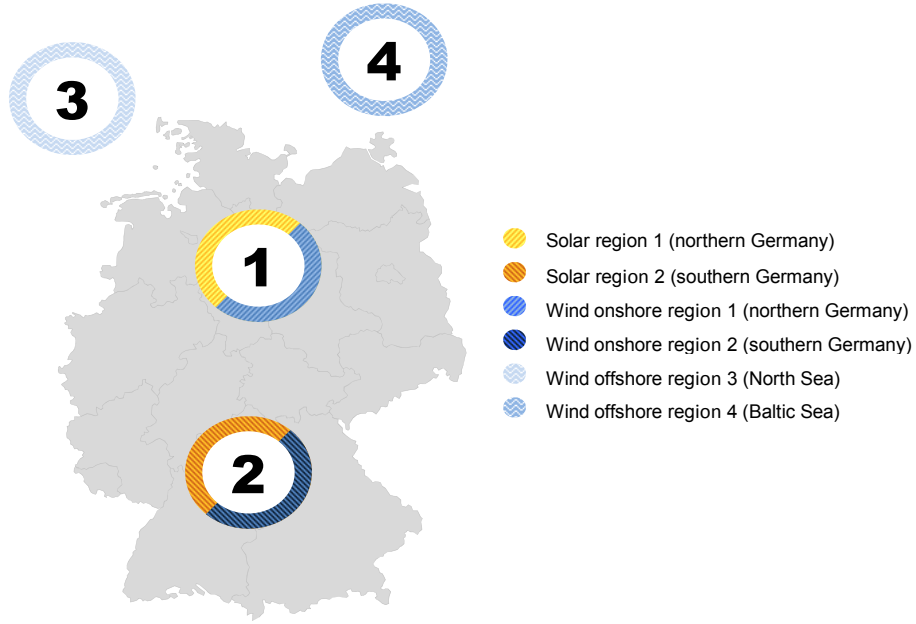 3
4
1
2
Solar region 1 (northern Germany)
Solar region 2 (southern Germany)
Wind onshore region 1 (northern Germany)
Wind onshore region 2 (southern Germany)
Wind offshore region 3 (North Sea)
Wind offshore region 4 (Baltic Sea)